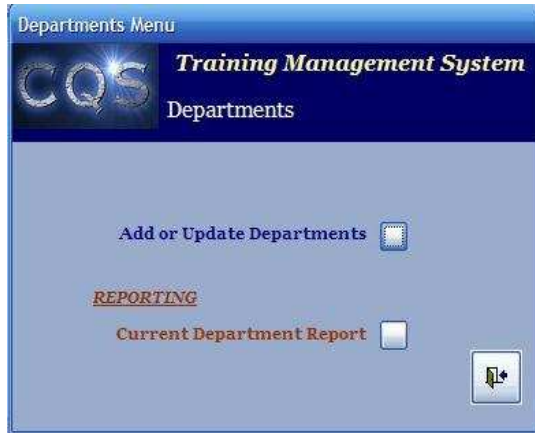 Departments Menu
CQS
Training Management System
Departments
Add or Update Departments
REPORTING
Current Department Report